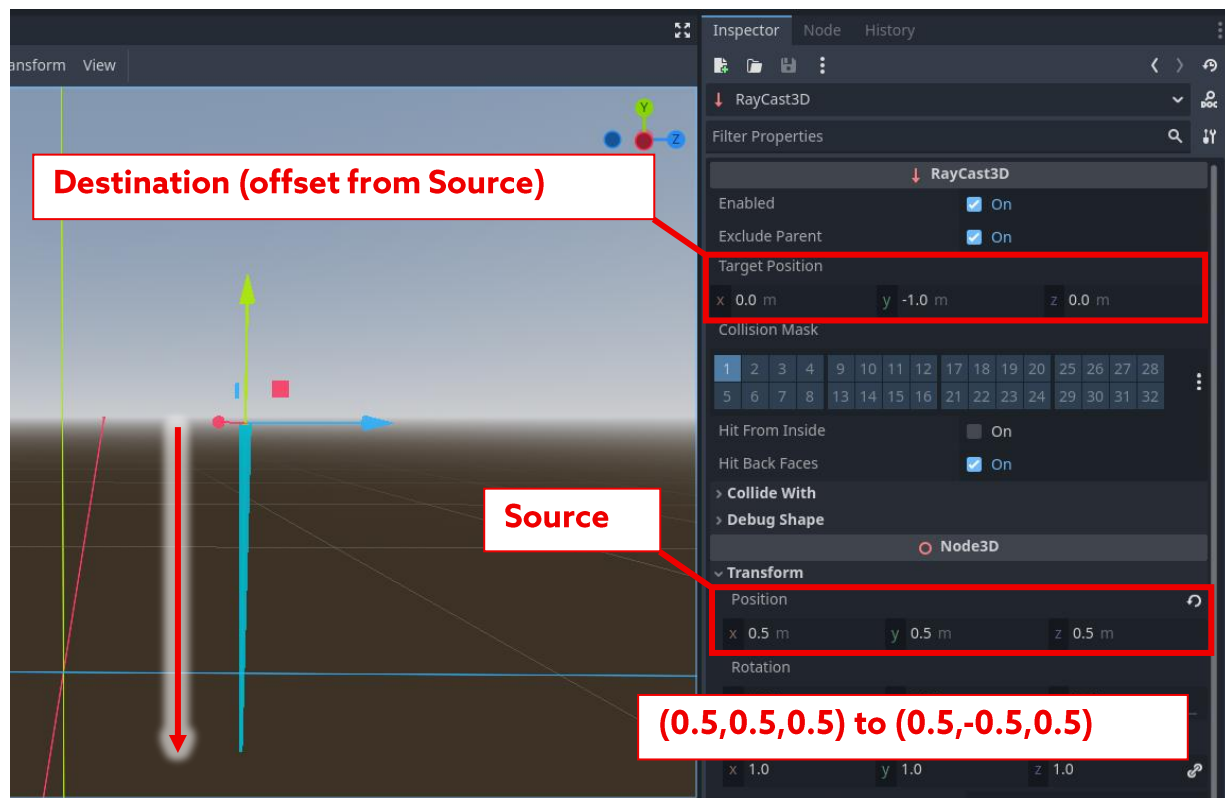 Inspector Node History
ansform View
RayCast3D
Y
Z
DOC
Filter Properties
Destination (offset from Source)
RayCast3D
Enabled On
Exclude Parent On
Target Position
x 0.0 m y -1.0 m z 0.0 m
Collision Mask
1 2 3 4 9 10 11 12 17 18 19 20 25 26 27 28
5 6 7 8 13 14 15 16 21 22 23 24 29 30 31 32
Hit From Inside On
Hit Back Faces On
Collide With
Source
Debug Shape
Node3D
Transform
Position
x 0.5 m y 0.5 m z 0.5 m
Rotation
(0.5,0.5,0.5) to (0.5,-0.5,0.5)
x 1.0 y 1.0 z 1.0